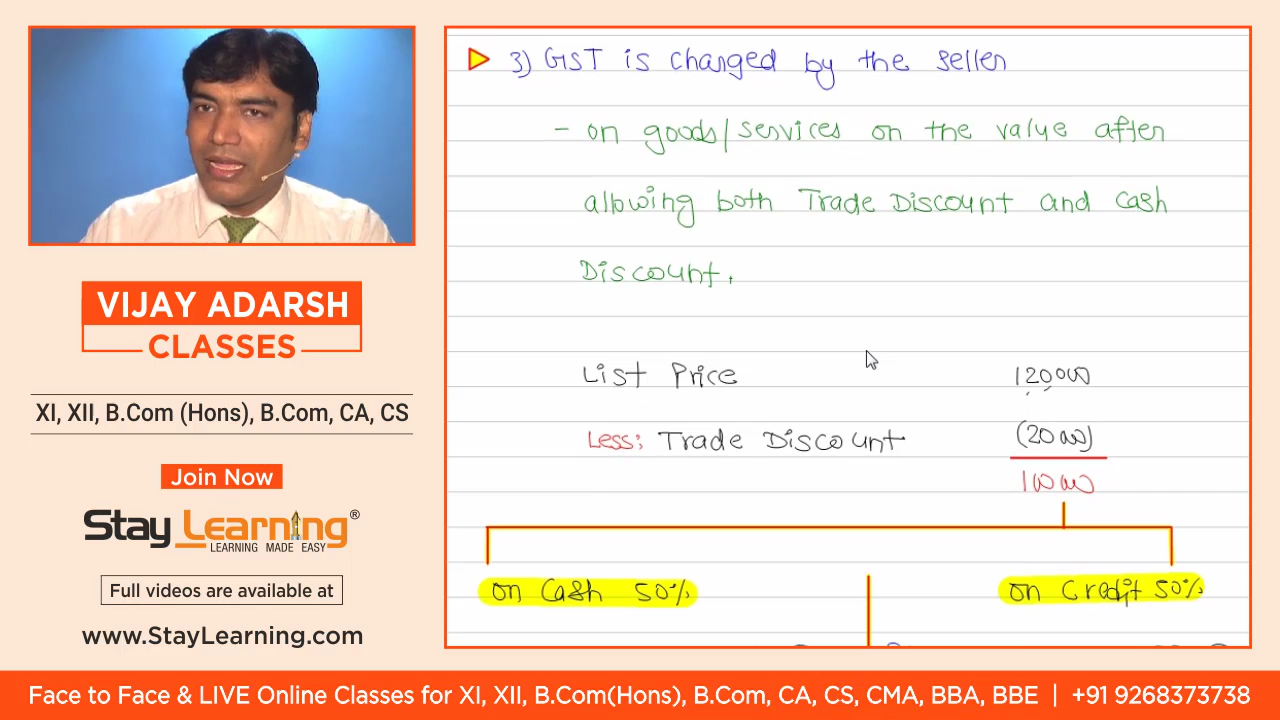 VIJAY ADARSH
CLASSES
XI, XII, B.Com (Hons), B.Com, CA, CS
Join Now
Stay Learning®
LEARNING MADE EASY
Full videos are available at
www.StayLearning.com
3) GST is changed by the seller
- on goods/services on the value after
allowing both Trade Discount and Cash
Discount.
List Price 120000
Less: Trade Discount (20000)
100000
on Cash 50%
on Credit 50%
Face to Face & LIVE Online Classes for XI, XII, B.Com(Hons), B.Com, CA, CS, CMA, BBA, BBE | +91 9268373738